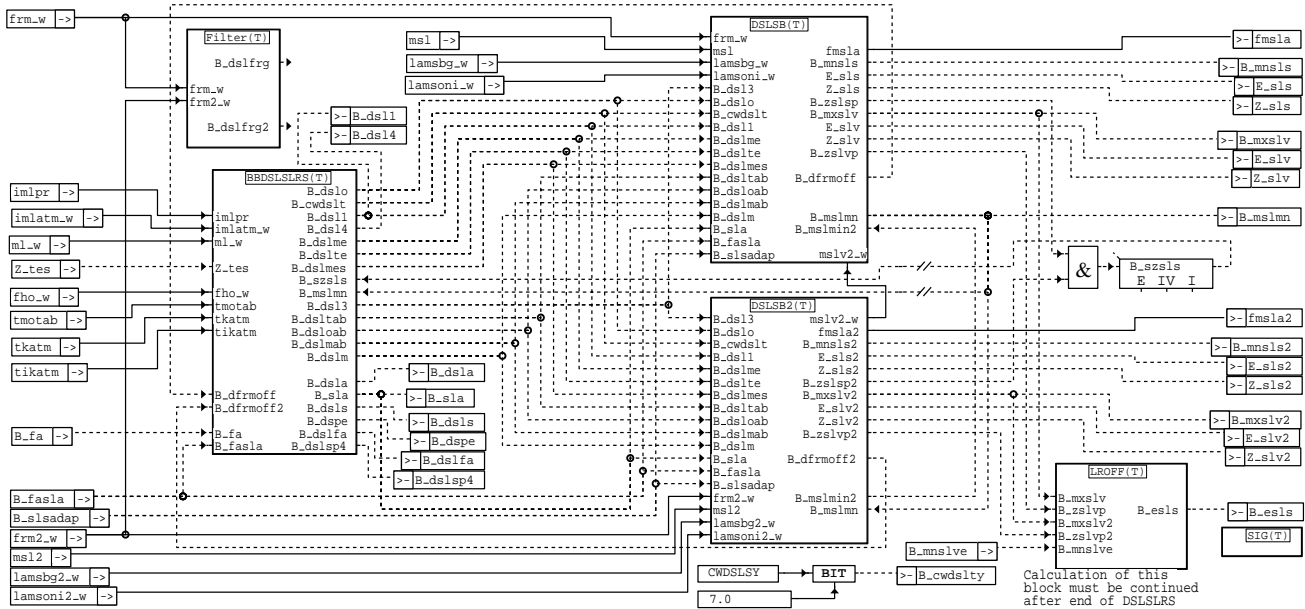 frm_w ->
Filter(T)
B_dslfrg
frm_w
frm2_w
B_dslfrg2
msl ->
lamsbg_w ->
lamsoni_w ->
>- B_dsl1
>- B_dsl4
DSLSB(T)
frm_w
msl
lamsbg_w
lamsoni_w
B_dsl3
B_dslo
B_cwdslt
B_dsl1
B_dslme
B_dslte
B_dslmes
B_dsltab
B_dsloab
B_dslmab
B_dslm
B_sla
B_fasla
B_slsadap
fmsla
B_mnsls
E_sls
Z_sls
B_zslsp
B_mxslv
E_slv
Z_slv
B_zslvp
B_dfrmoff
B_mslmn
B_mslmin2
mslv2_w
>- fmsla
>- B_mnsls
>- E_sls
>- Z_sls
>- B_mxslv
>- E_slv
>- Z_slv
>- B_mslmn
imlpr ->
imlatm_w ->
ml_w ->
Z_tes ->
fho_w ->
tmotab ->
tkatm ->
tikatm ->
B_fa ->
BBDSLSLRS(T)
imlpr
imlatm_w
ml_w
Z_tes
fho_w
tmotab
tkatm
tikatm
B_dfrmoff
B_dfrmoff2
B_fa
B_fasla
B_dslo
B_cwdslt
B_dsl1
B_dsl4
B_dslme
B_dslte
B_dslmes
B_szsls
B_mslmn
B_dsl3
B_dsltab
B_dsloab
B_dslmab
B_dslm
B_dsla
B_sla
B_dsls
B_dspe
B_dslfa
B_dslsp4
>- B_dsla
>- B_sla
>- B_dsls
>- B_dspe
>- B_dslfa
>- B_dslsp4
&
B_szsls
E IV I
DSLSB2(T)
B_dsl3
B_dslo
B_cwdslt
B_dsl1
B_dslme
B_dslte
B_dslmes
B_dsltab
B_dsloab
B_dslmab
B_dslm
B_sla
B_fasla
B_slsadap
frm2_w
msl2
lamsbg2_w
lamsoni2_w
mslv2_w
fmsla2
B_mnsls2
E_sls2
Z_sls2
B_zslsp2
B_mxslv2
E_slv2
Z_slv2
B_zslvp2
B_dfrmoff2
B_mslmin2
B_mslmn
>- fmsla2
>- B_mnsls2
>- E_sls2
>- Z_sls2
>- B_mxslv2
>- E_slv2
>- Z_slv2
B_fasla ->
B_slsadap ->
frm2_w ->
msl2 ->
lamsbg2_w ->
lamsoni2_w ->
LROFF(T)
B_mxslv
B_zslvp
B_mxslv2
B_zslvp2
B_mnslve
B_esls
>- B_esls
SIG(T)
B_mnslve ->
CWDSLSY
BIT
>- B_cwdslty
7.0
Calculation of this
block must be continued
after end of DSLSLRS